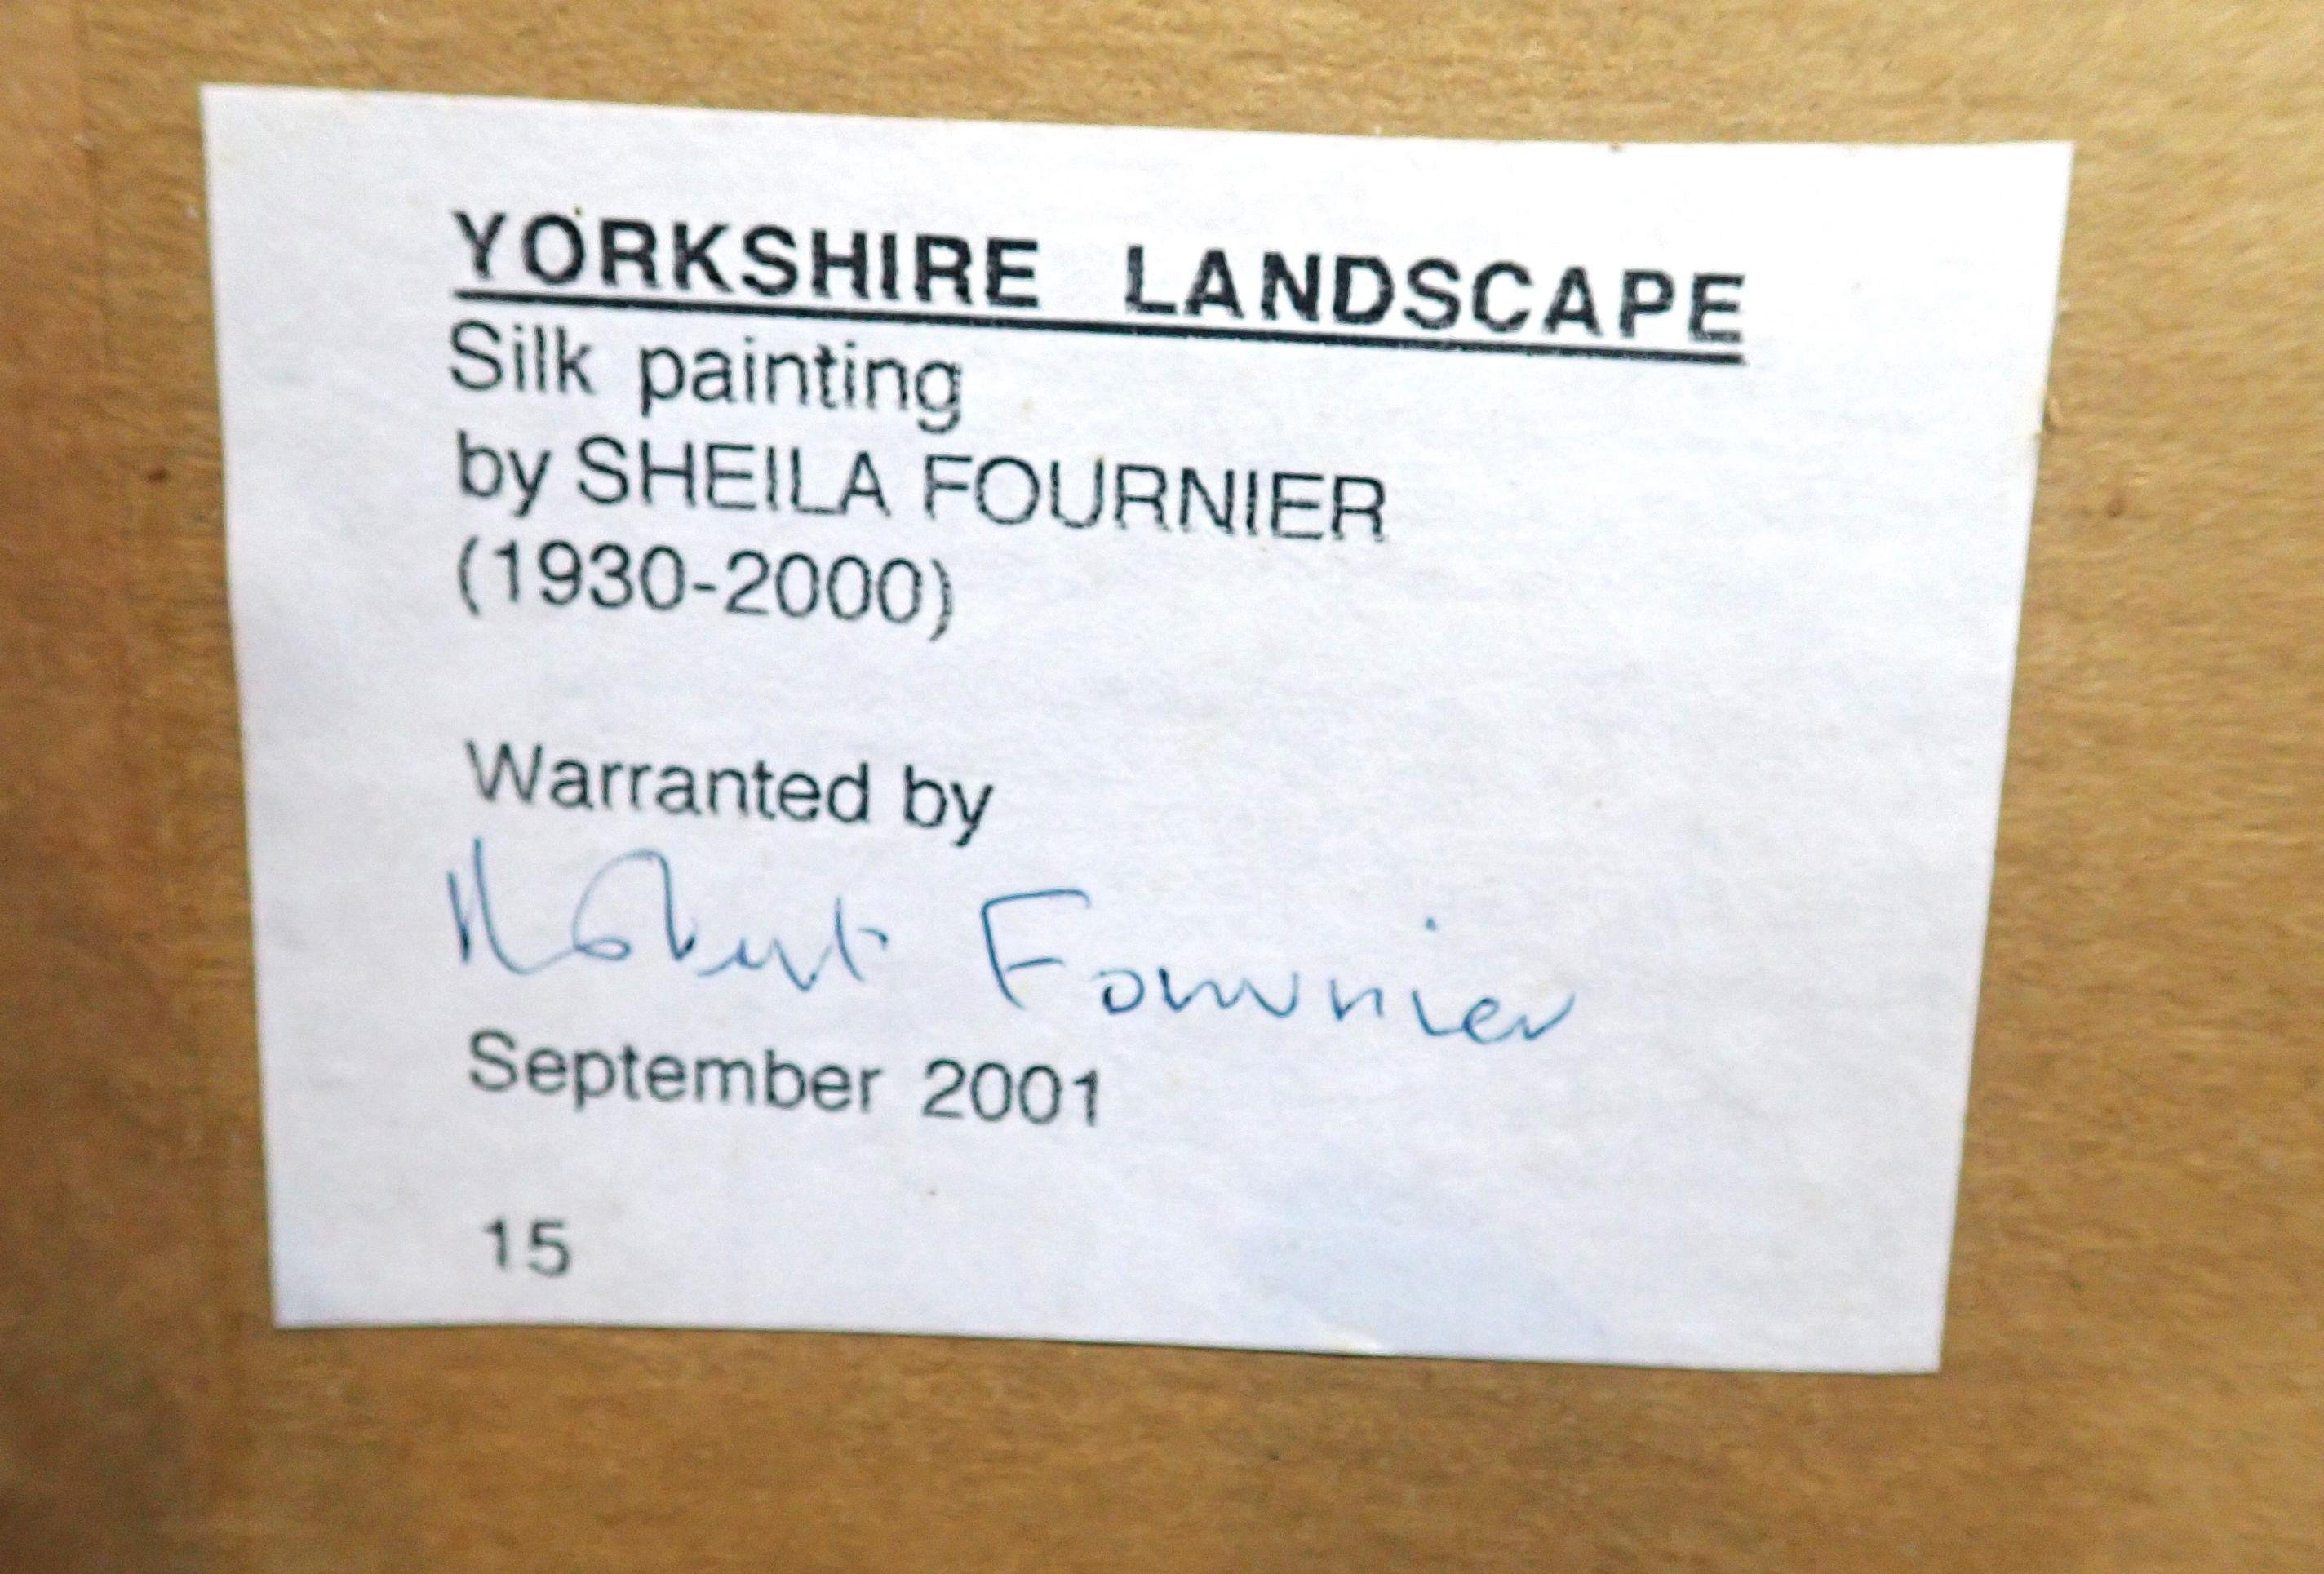 YORKSHIRE LANDSCAPE
Silk painting
by SHEILA FOURNIER
(1930-2000)
Warranted by
Robert Fournier
September 2001
15